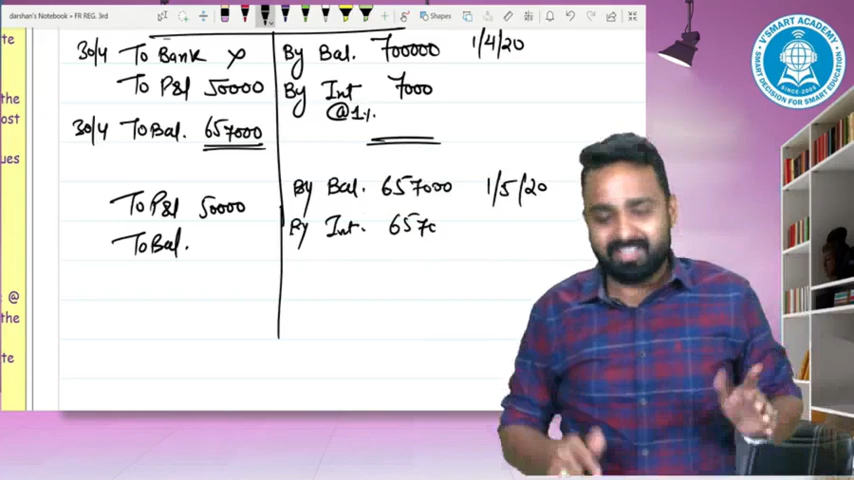 darshan's Notebook • FR REG. 3rd
Shapes
te
the
ost
ues
@
the
te
30/4 To Bank x
To P&l 50000
30/4 To Bal. 657000
To P&l 50000
To Bal.
By Bal. 700000 1/4/20
By Int 7000
@1%.
By Bal. 657000 1/5/20
By Int. 6570
V'SMART ACADEMY
SMART DECISION FOR SMART EDUCATION
SINCE-2005